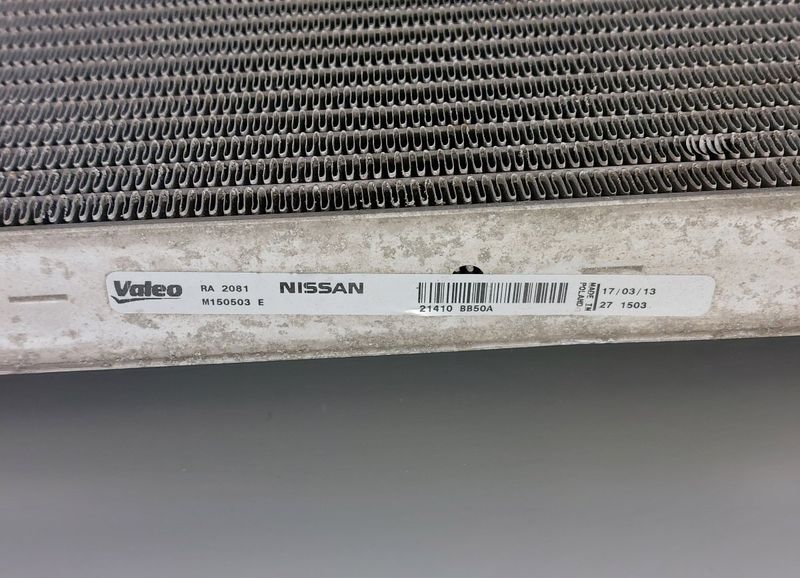 Valeo RA 2081 NISSAN
M150503 E
21410 BB50A
MADE IN
POLAND
17/03/13
27 1503